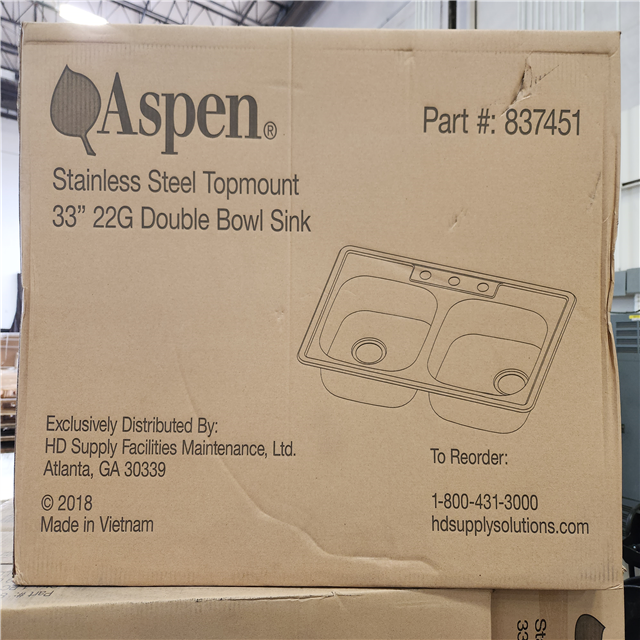 Aspen®
Part #: 837451
Stainless Steel Topmount
33” 22G Double Bowl Sink
Exclusively Distributed By:
HD Supply Facilities Maintenance, Ltd.
Atlanta, GA 30339
To Reorder:
© 2018
Made in Vietnam
1-800-431-3000
hdsupplysolutions.com
Part #: